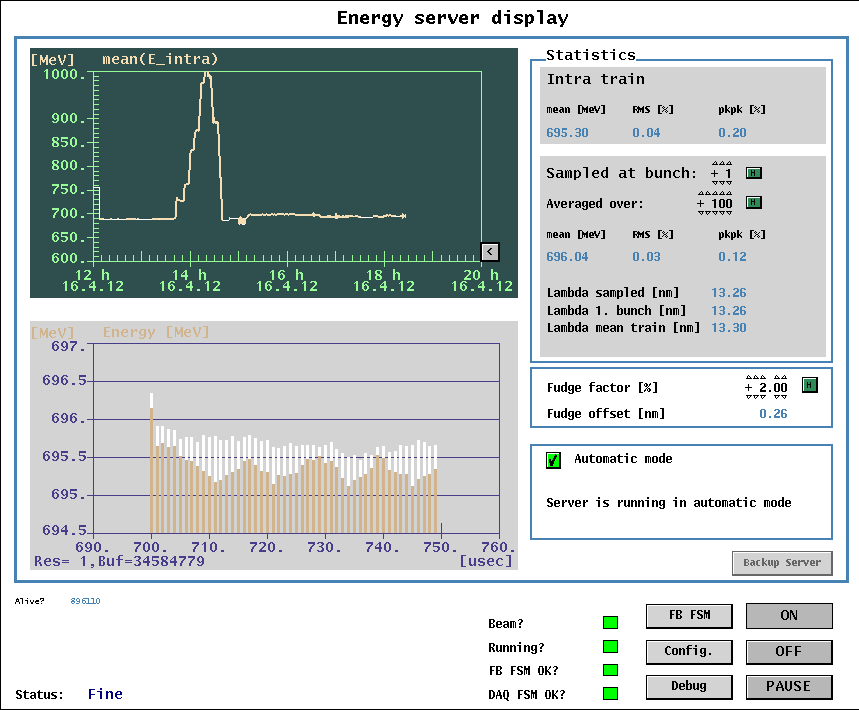 Energy server display
[MeV] mean(E_intra)
1000.
900.
850.
800.
750.
700.
650.
600.
12 h 14 h 16 h 18 h 20 h
16.4.12 16.4.12 16.4.12 16.4.12 16.4.12
<
[MeV] Energy [MeV]
697.
696.5
696.
695.5
695.
694.5
690. 700. 710. 720. 730. 740. 750. 760.
Res= 1,Buf=34584779 [usec]
Statistics
Intra train
mean [MeV] RMS [%] pkpk [%]
695.30 0.04 0.20
Sampled at bunch: + 1 H
Averaged over: + 100 H
mean [MeV] RMS [%] pkpk [%]
696.04 0.03 0.12
Lambda sampled [nm] 13.26
Lambda 1. bunch [nm] 13.26
Lambda mean train [nm] 13.30
Fudge factor [%] + 2.00 H
Fudge offset [nm] 0.26
Automatic mode
Server is running in automatic mode
Backup Server
Alive? 896110
Beam? FB FSM ON
Running? Config. OFF
FB FSM OK?
DAQ FSM OK? Debug PAUSE
Status: Fine